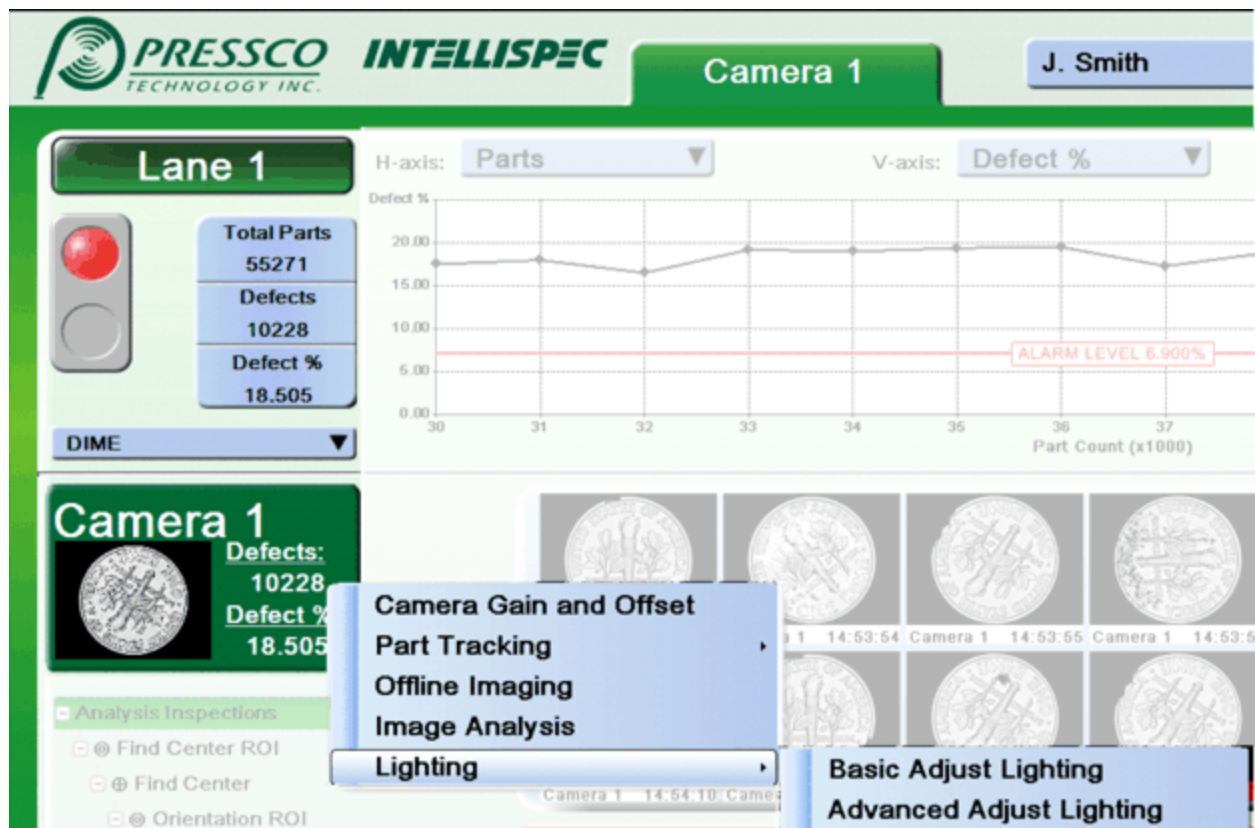 PRESSCO
TECHNOLOGY INC.
INTELLISPEC
Camera 1
J. Smith
Lane 1
H-axis: Parts
V-axis: Defect %
Total Parts
55271
Defects
10228
Defect %
18.505
DIME
Defect %
20.00
15.00
10.00
5.00
0.00
ALARM LEVEL 6.900%
30 31 32 33 34 35 36 37
Part Count (x1000)
Camera 1
Defects:
10228
Defect %
18.505
14:53:54 Camera 1 14:53:55 Camera 1
Camera Gain and Offset
Part Tracking
Offline Imaging
Image Analysis
Lighting
Basic Adjust Lighting
Advanced Adjust Lighting
Camera 1 14:54:10
Analysis Inspections
Find Center ROI
Find Center
Orientation ROI